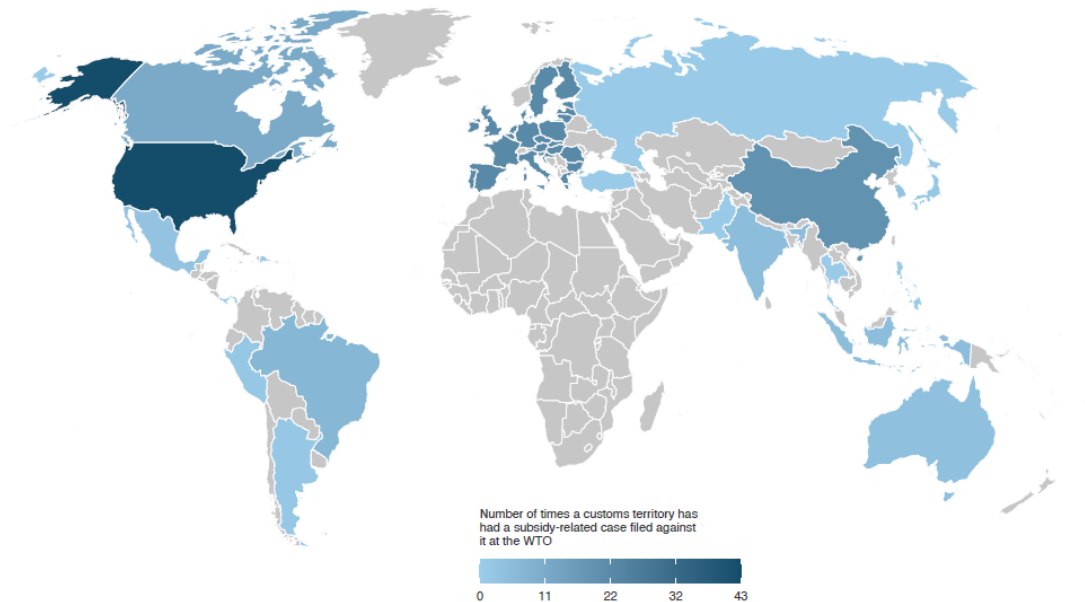 Number of times a customs territory has
had a subsidy-related case filed against
it at the WTO
0 11 22 32 43